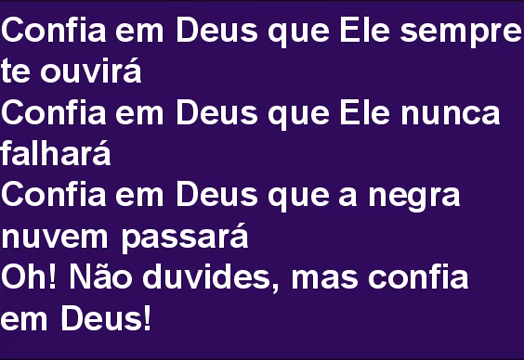 Confia em Deus que Ele sempre
te ouvirá
Confia em Deus que Ele nunca
falhará
Confia em Deus que a negra
nuvem passará
Oh! Não duvides, mas confia
em Deus!